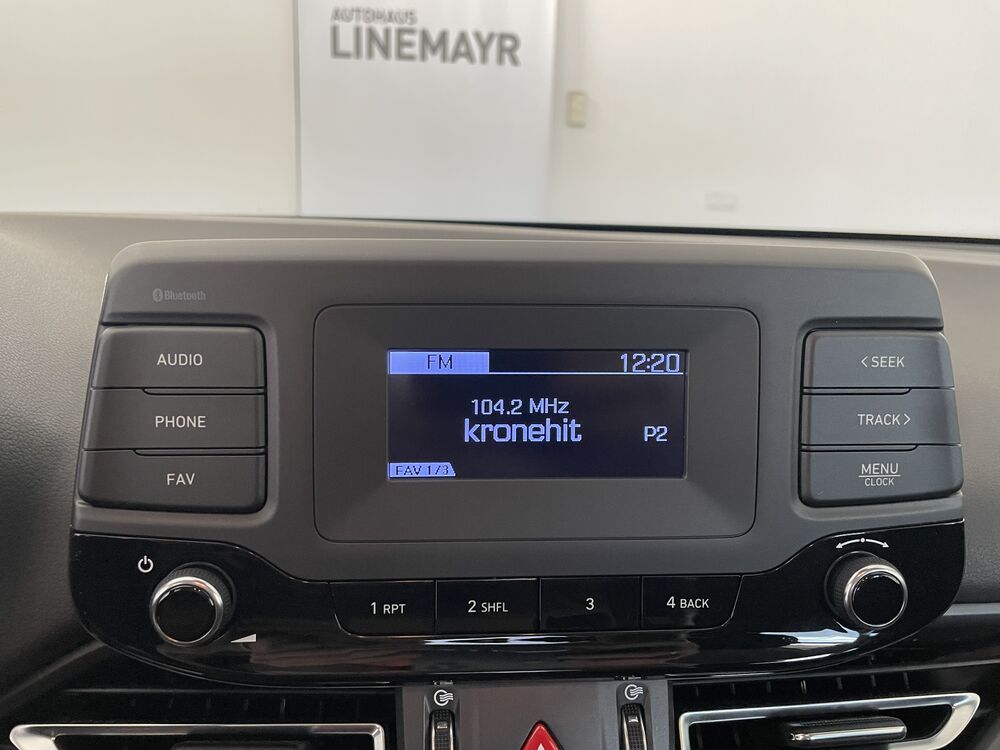 AUTOHAUS
LINEMAYR
Bluetooth
AUDIO
PHONE
FAV
FM 12:20
104.2 MHz
kronehit P2
FAV 1/3
< SEEK
TRACK >
MENU
CLOCK
1 RPT
2 SHFL
3
4 BACK